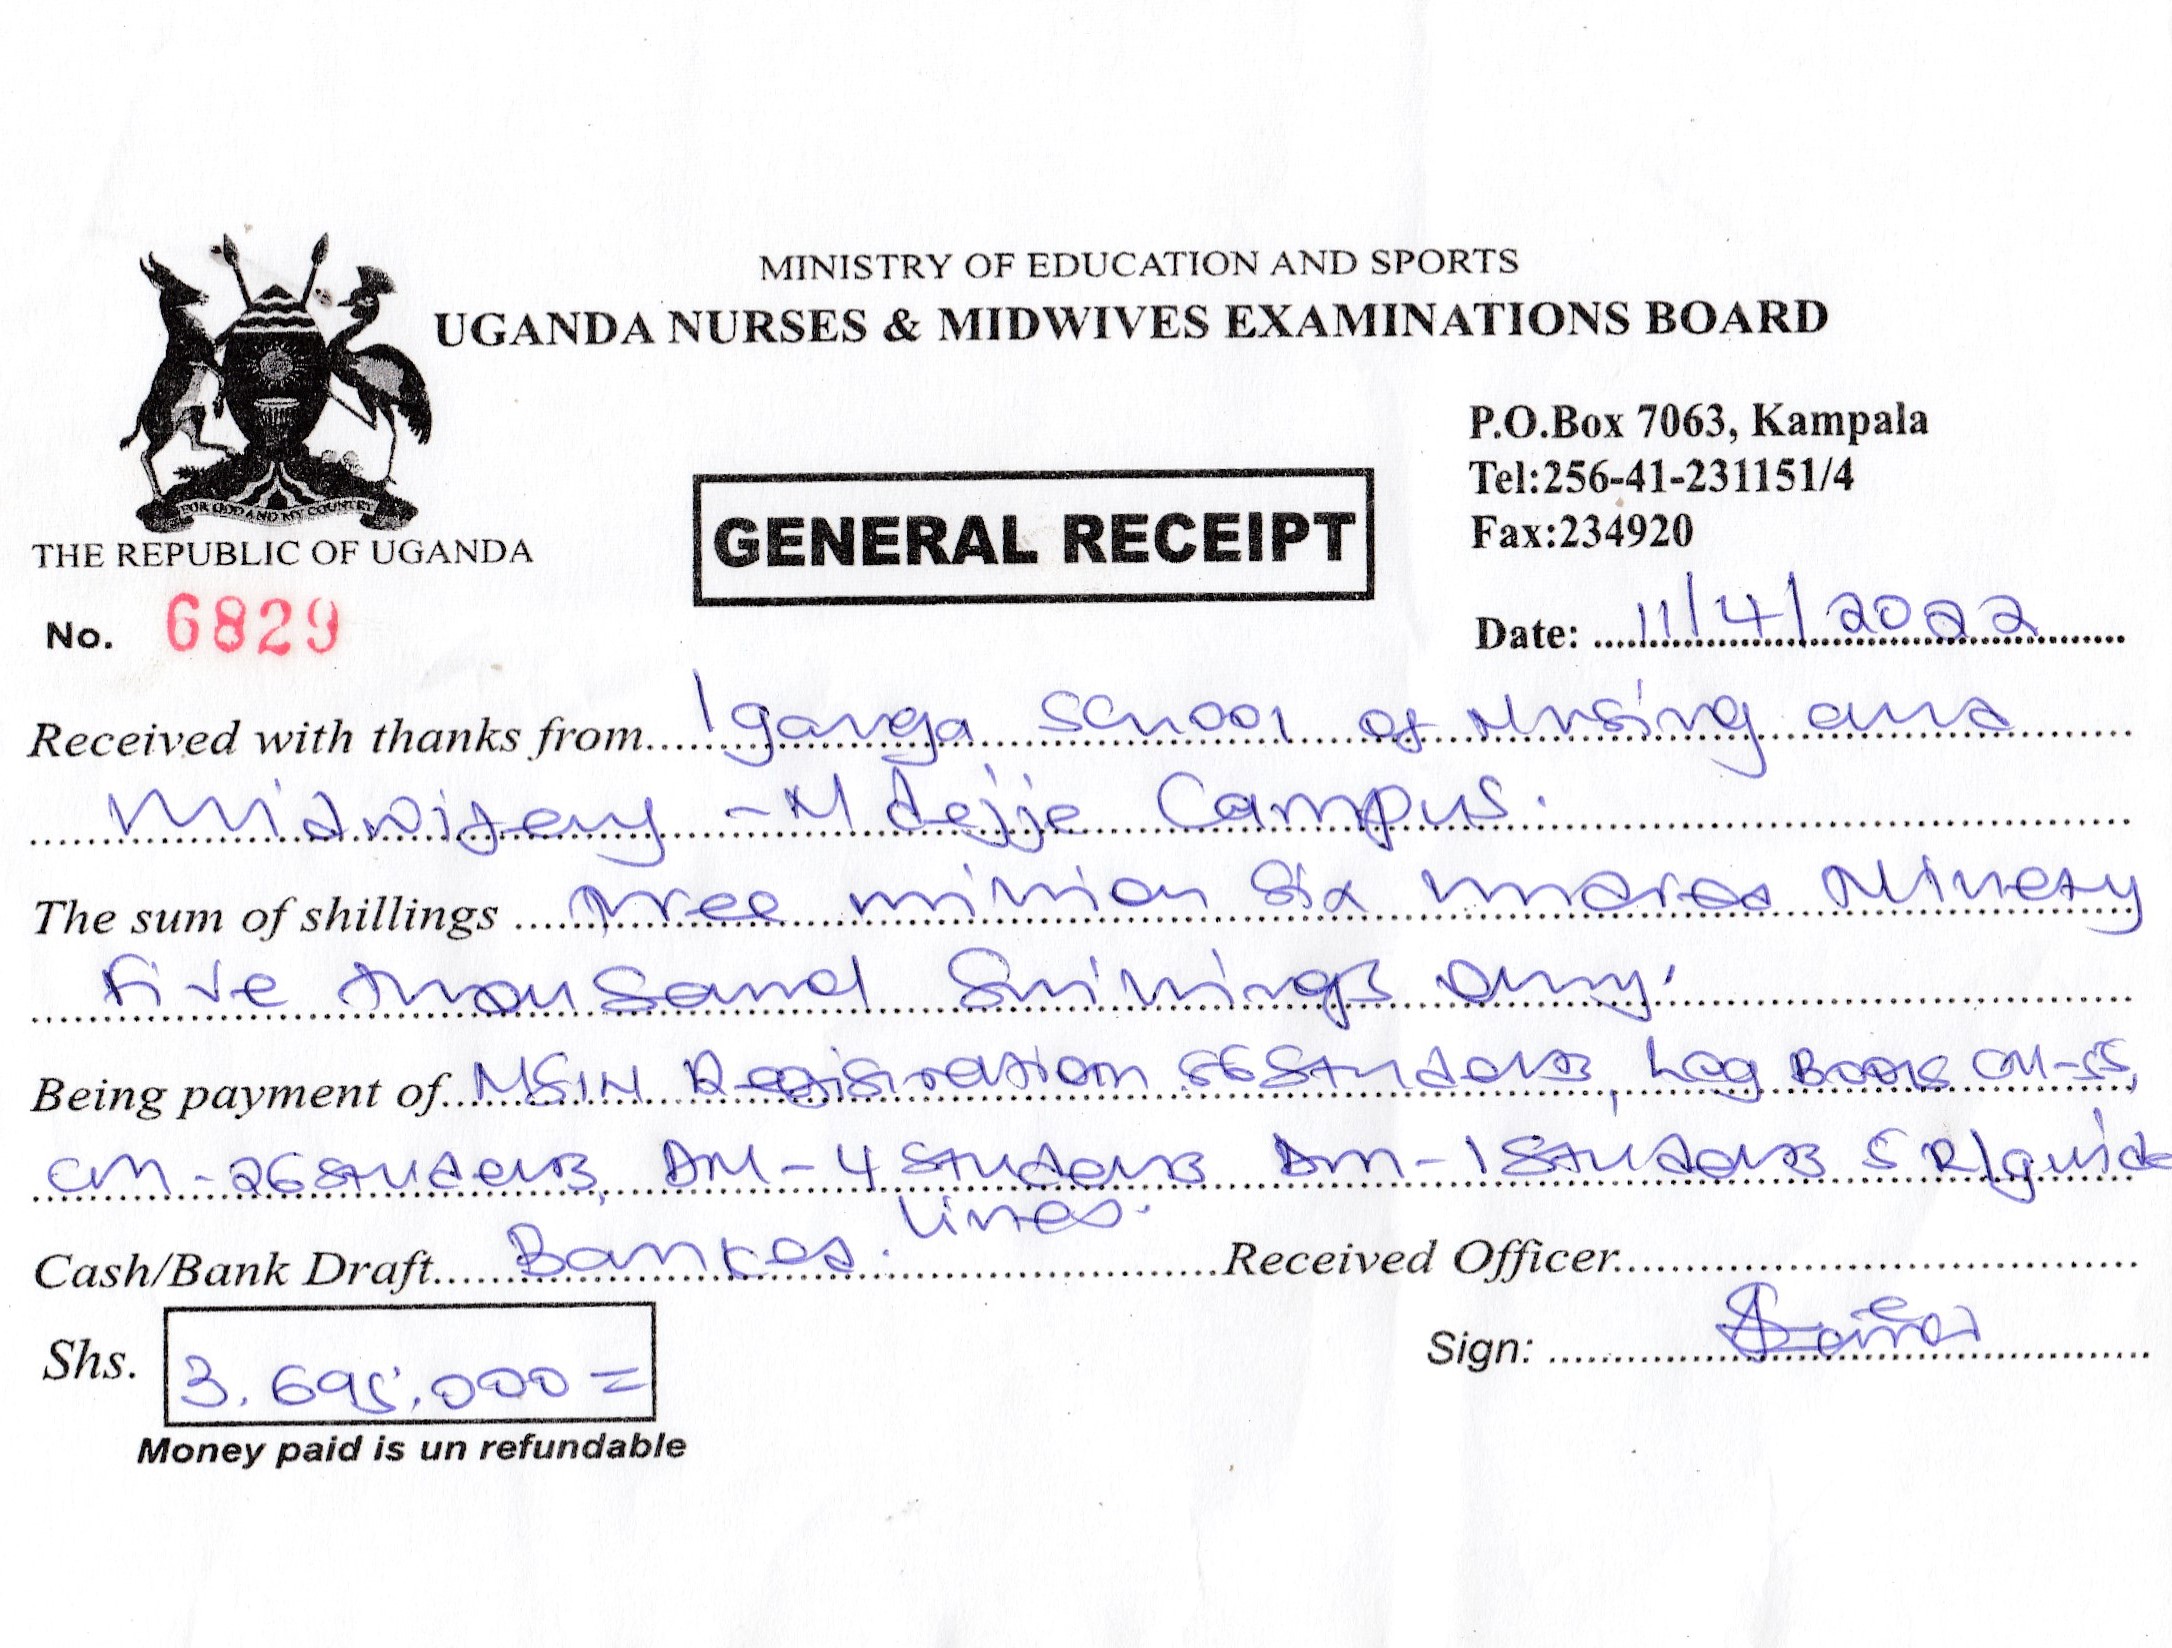 MINISTRY OF EDUCATION AND SPORTS
UGANDA NURSES & MIDWIVES EXAMINATIONS BOARD
P.O.Box 7063, Kampala
Tel:256-41-231151/4
Fax:234920
FOR GOD AND MY COUNTRY
THE REPUBLIC OF UGANDA
GENERAL RECEIPT
No. 6829
Date: 11/4/2022
Received with thanks from Iganga School of Nursing and
Midwifery - Ndejje Campus.
The sum of shillings Three million Six hundred Ninety
Five thousand Shillings Only.
Being payment of NSIN Registration 56 Students, Log Books CN-25,
CM-26 Students, DN-4 Students DM-1 Students 5 R/guide
lines.
Cash/Bank Draft Banked. Received Officer
Shs. 3,695,000=
Sign:
Money paid is un refundable